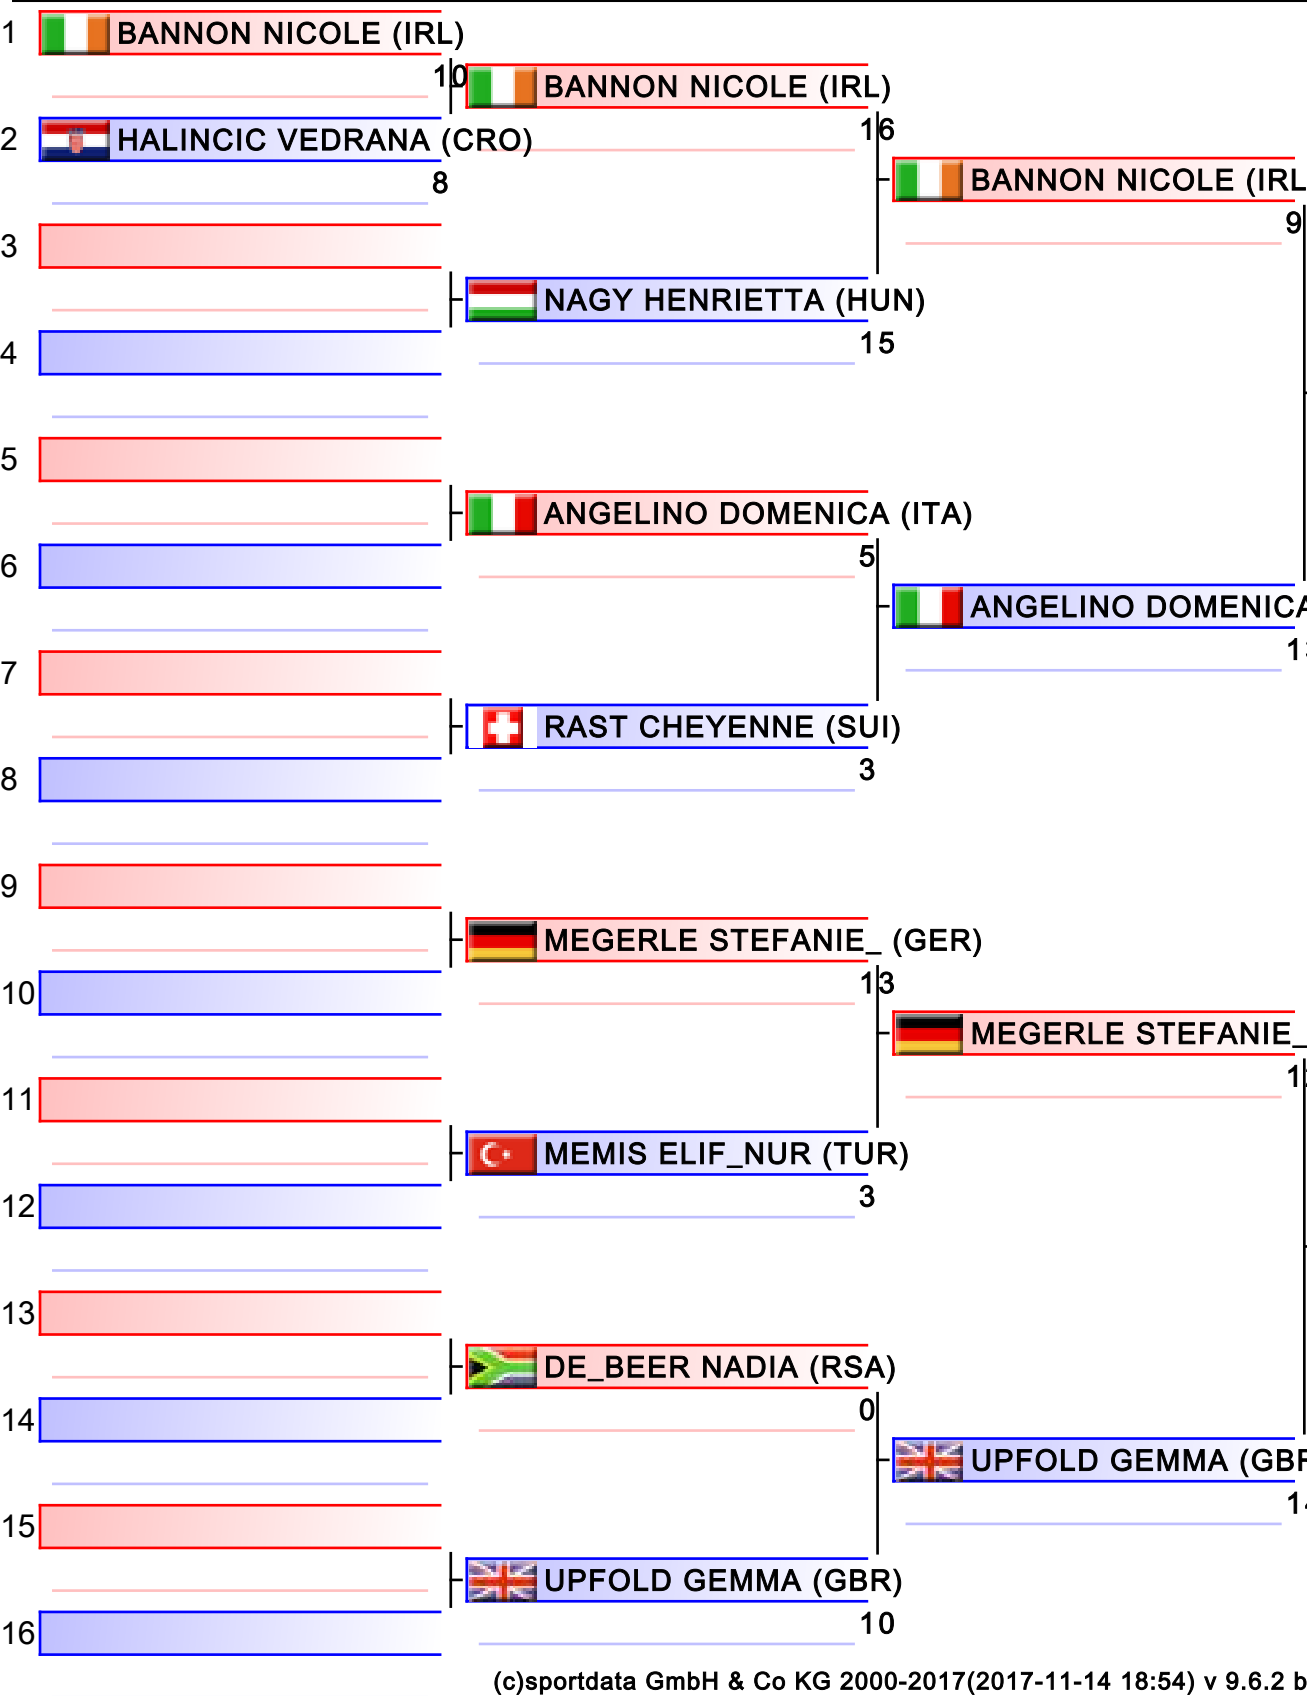 1 BANNON NICOLE (IRL)
10 BANNON NICOLE (IRL)
16
2 HALINCIC VEDRANA (CRO)
8 BANNON NICOLE (IRL
9
3
NAGY HENRIETTA (HUN)
15
4
5
ANGELINO DOMENICA (ITA)
5
6
ANGELINO DOMENICA
7
RAST CHEYENNE (SUI)
3
8
9
MEGERLE STEFANIE_ (GER)
13
10
MEGERLE STEFANIE_
11
MEMIS ELIF_NUR (TUR)
3
12
13
DE_BEER NADIA (RSA)
0
14
UPFOLD GEMMA (GBR
15
UPFOLD GEMMA (GBR)
10
16
(c)sportdata GmbH & Co KG 2000-2017(2017-11-14 18:54) v 9.6.2 b